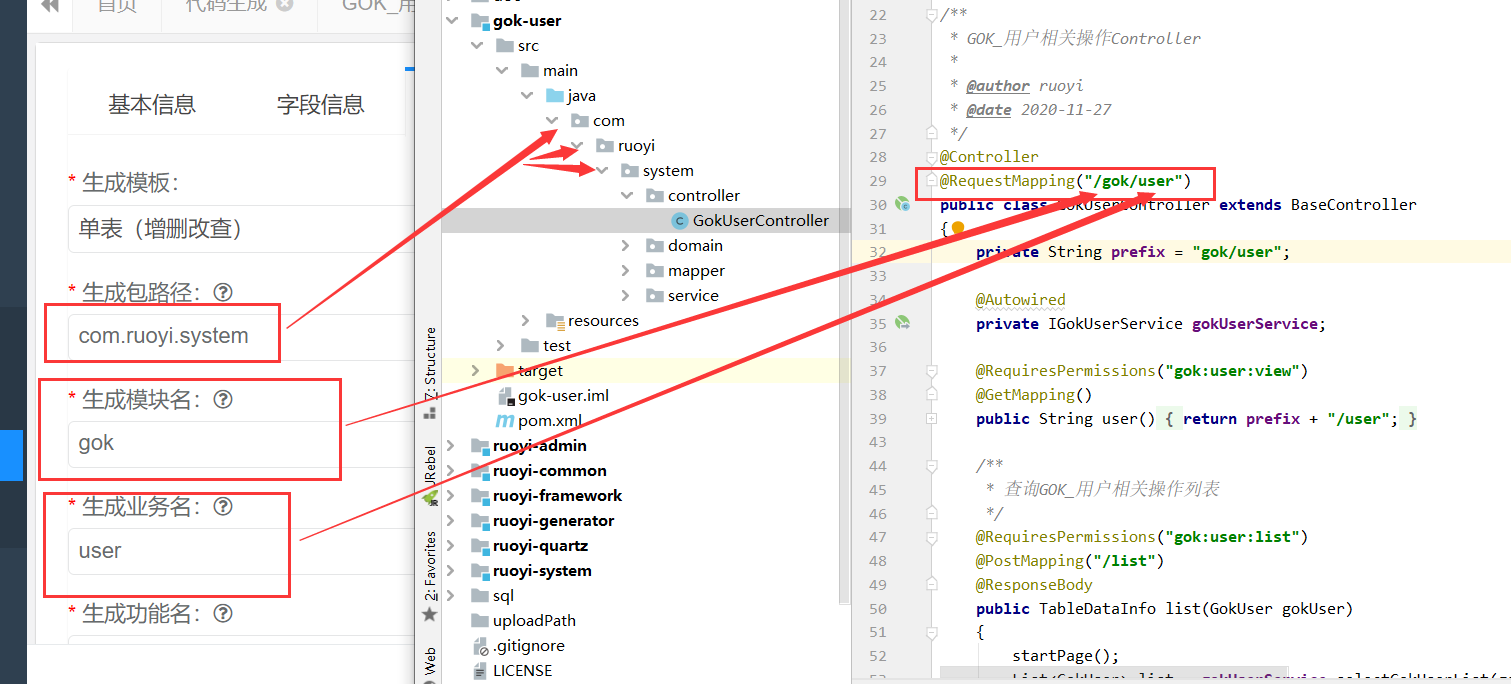 首页
代码生成
GOK_用
基本信息
字段信息
* 生成模板:
单表（增删改查）
* 生成包路径: ?
com.ruoyi.system
* 生成模块名: ?
gok
* 生成业务名: ?
user
* 生成功能名: ?
Z: Structure
JRebel
2: Favorites
Web
gok-user
src
main
java
com
ruoyi
system
controller
GokUserController
domain
mapper
service
resources
test
target
gok-user.iml
pom.xml
ruoyi-admin
ruoyi-common
ruoyi-framework
ruoyi-generator
ruoyi-quartz
ruoyi-system
sql
uploadPath
.gitignore
LICENSE
22 /**
23 * GOK_用户相关操作Controller
24 *
25 * @author ruoyi
26 * @date 2020-11-27
27 */
28 @Controller
29 @RequestMapping("/gok/user")
30 public class GokUserController extends BaseController
31 {
32 private String prefix = "gok/user";
33
34 @Autowired
35 private IGokUserService gokUserService;
36
37 @RequiresPermissions("gok:user:view")
38 @GetMapping()
39 public String user() { return prefix + "/user"; }
43
44 /**
45 * 查询GOK_用户相关操作列表
46 */
47 @RequiresPermissions("gok:user:list")
48 @PostMapping("/list")
49 @ResponseBody
50 public TableDataInfo list(GokUser gokUser)
51 {
52 startPage();